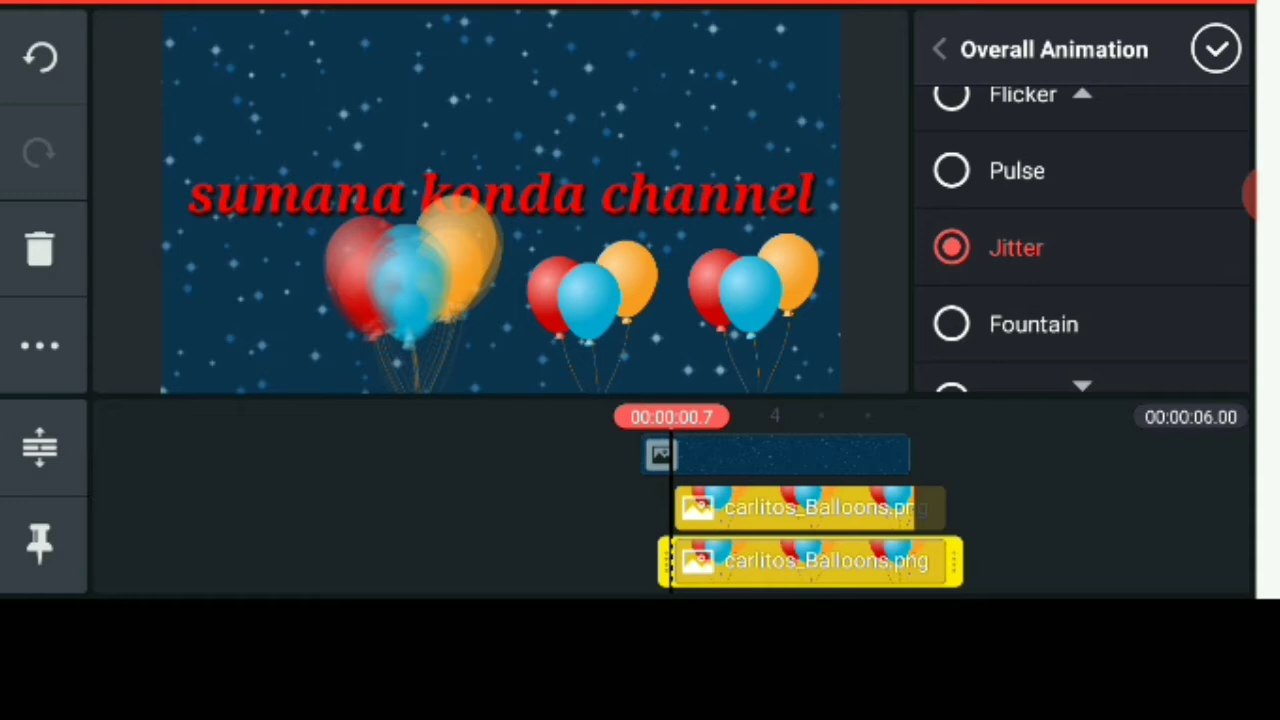 Overall Animation
Flicker
Pulse
Jitter
Fountain
sumana konda channel
00:00:00.7
4
00:00:06.00
carlitos_Balloons.png
carlitos_Balloons.png